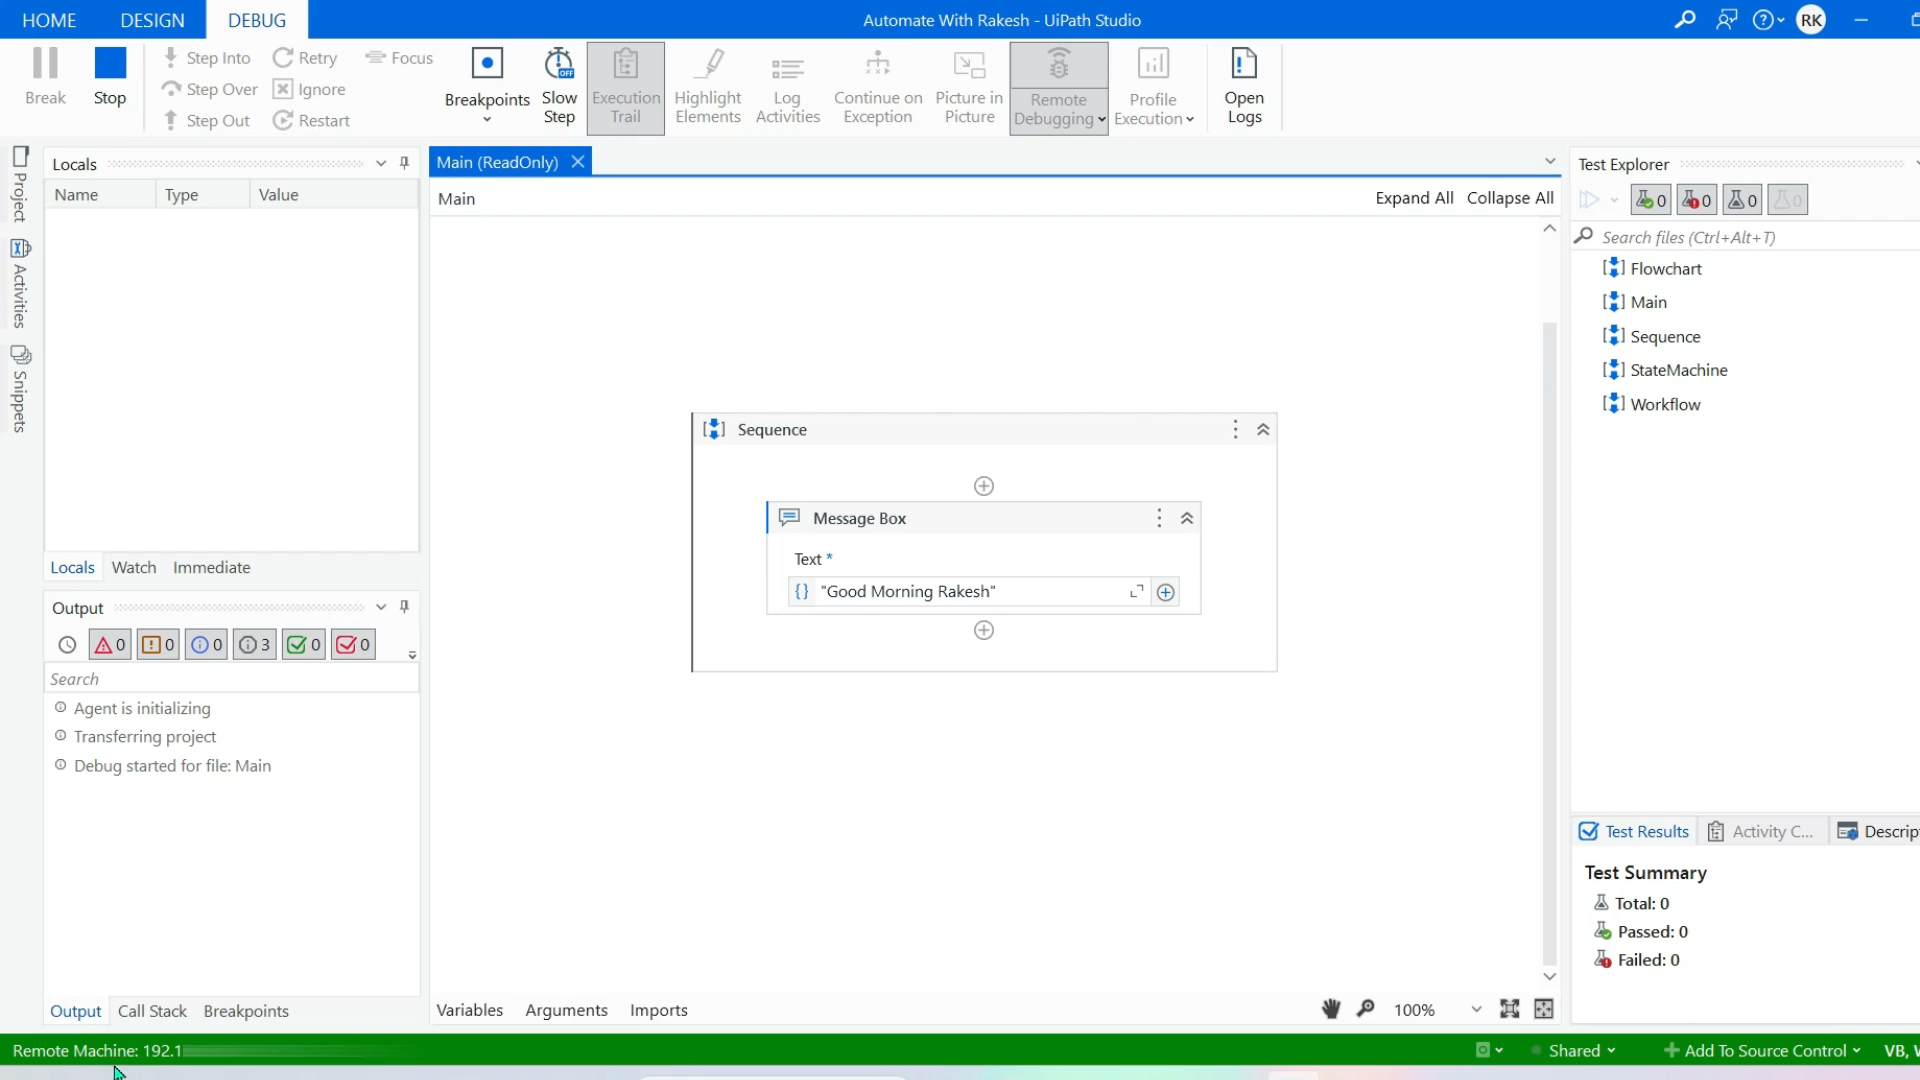 HOME DESIGN DEBUG Automate With Rakesh - UiPath Studio RK
Break Stop Step Into Step Over Step Out Retry Ignore Restart Focus
Breakpoints Slow Step OFF Execution Trail Highlight Elements Log Activities Continue on Exception Picture in Picture Remote Debugging Profile Execution Open Logs
Project
Activities
Snippets
Locals
Name Type Value
Locals Watch Immediate
Output
0 0 0 3 0 0
Search
Agent is initializing
Transferring project
Debug started for file: Main
Output Call Stack Breakpoints
Main (ReadOnly)
Main Expand All Collapse All
Sequence
Message Box
Text *
{} "Good Morning Rakesh"
Variables Arguments Imports 100%
Test Explorer
0 0 0 0
Search files (Ctrl+Alt+T)
Flowchart
Main
Sequence
StateMachine
Workflow
Test Results Activity C... Descrip
Test Summary
Total: 0
Passed: 0
Failed: 0
Remote Machine: 192.1 Shared Add To Source Control VB,